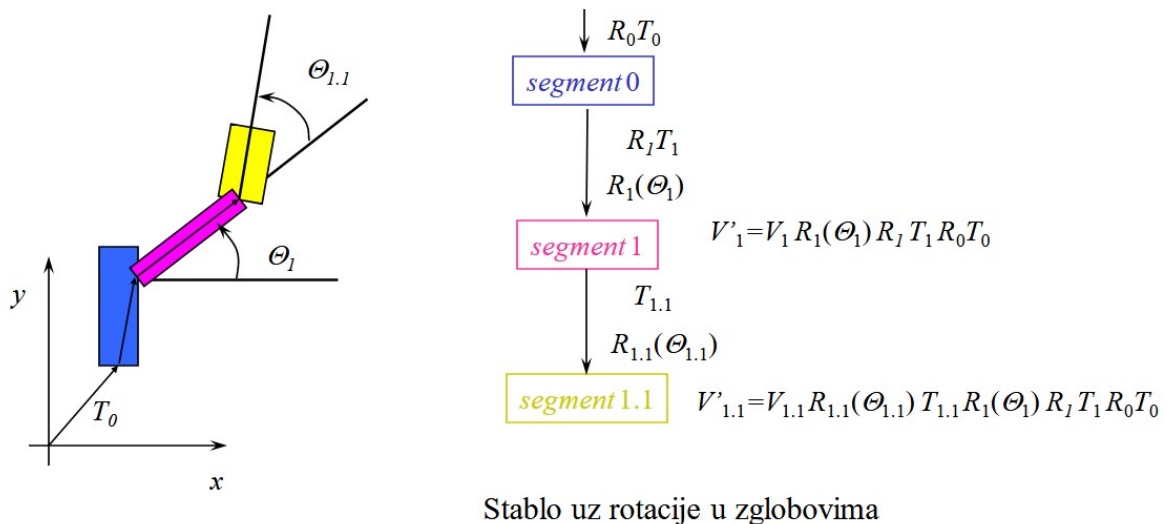 Θ1.1
Θ1
y
T0
x
R0T0
segment 0
R1T1
R1(Θ1)
segment 1
V'1=V1 R1(Θ1) R1 T1 R0T0
T1.1
R1.1(Θ1.1)
segment 1.1
V'1.1=V1.1 R1.1(Θ1.1) T1.1 R1(Θ1) R1 T1 R0T0
Stablo uz rotacije u zglobovima